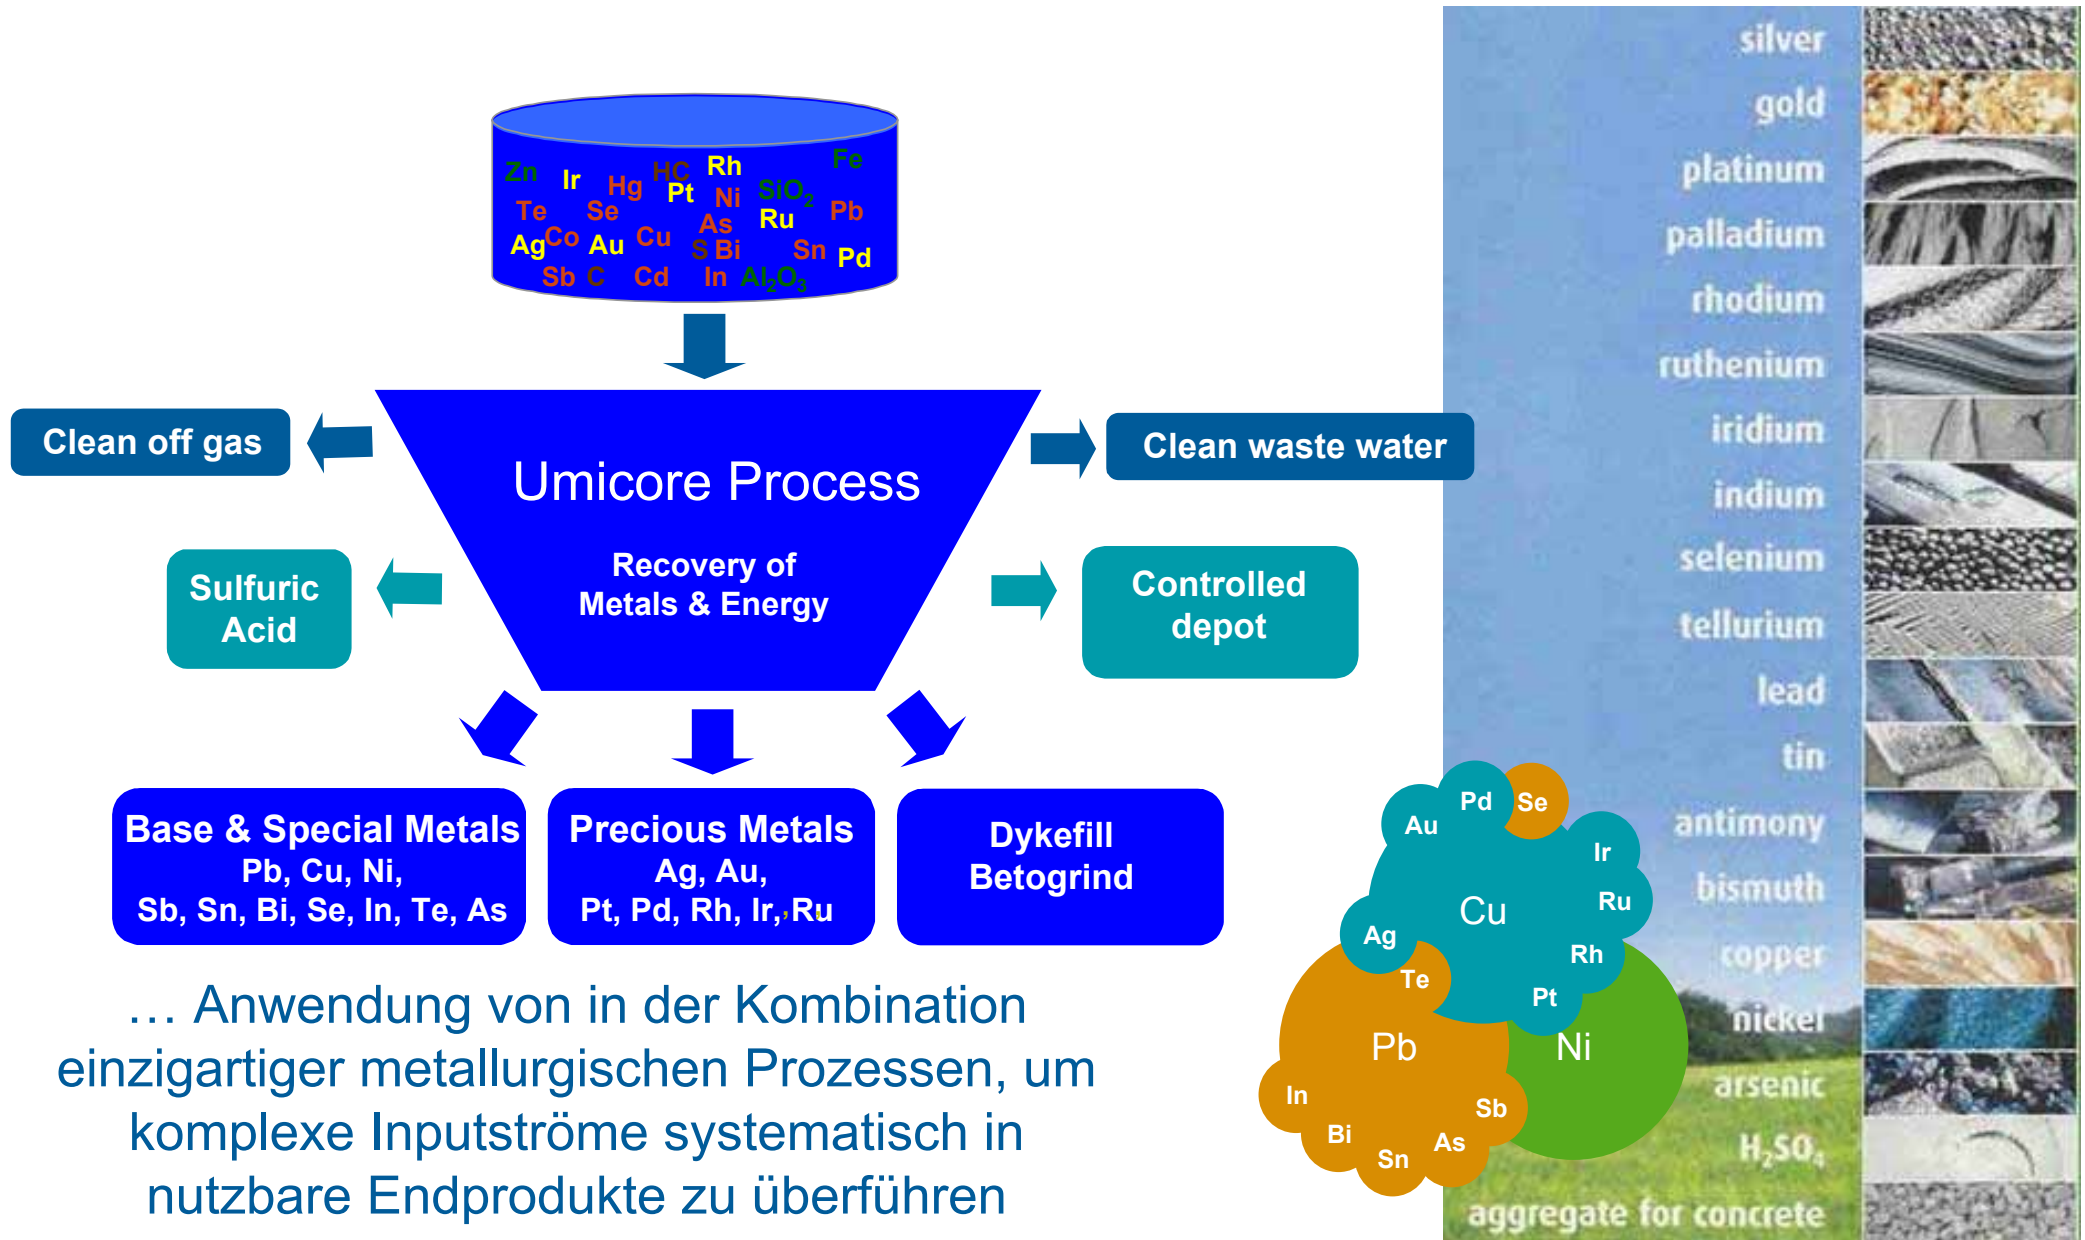 Zn Ir Hg HC Rh Fe
Pt Ni SiO₂
Te Se As Ru Pb
Ag Co Au Cu S Bi Sn Pd
Sb C Cd In Al₂O₃
Clean off gas
Umicore Process
Recovery of
Metals & Energy
Clean waste water
Sulfuric
Acid
Controlled
depot
Base & Special Metals
Pb, Cu, Ni,
Sb, Sn, Bi, Se, In, Te, As
Precious Metals
Ag, Au,
Pt, Pd, Rh, Ir,, Ru
Dykefill
Betogrind
… Anwendung von in der Kombination
einzigartiger metallurgischen Prozessen, um
komplexe Inputströme systematisch in
nutzbare Endprodukte zu überführen
Pd Se
Au
Ir
Cu Ru
Ag
Te Rh
Pt
Pb Ni
In
Sb
Bi As
Sn
silver
gold
platinum
palladium
rhodium
ruthenium
iridium
indium
selenium
tellurium
lead
tin
antimony
bismuth
copper
nickel
arsenic
H₂SO₄
aggregate for concrete